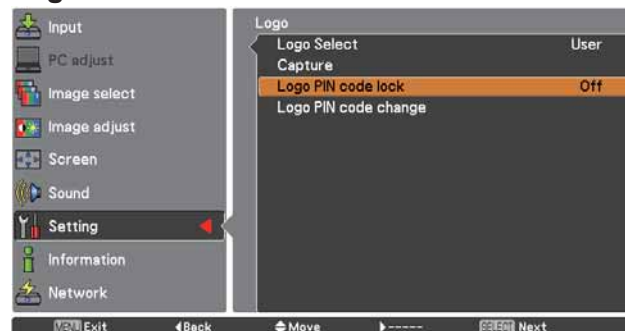 Input
PC adjust
Image select
Image adjust
Screen
Sound
Setting
Information
Network
Logo
Logo Select User
Capture
Logo PIN code lock Off
Logo PIN code change
MENU Exit Back Move ----- SELECT Next